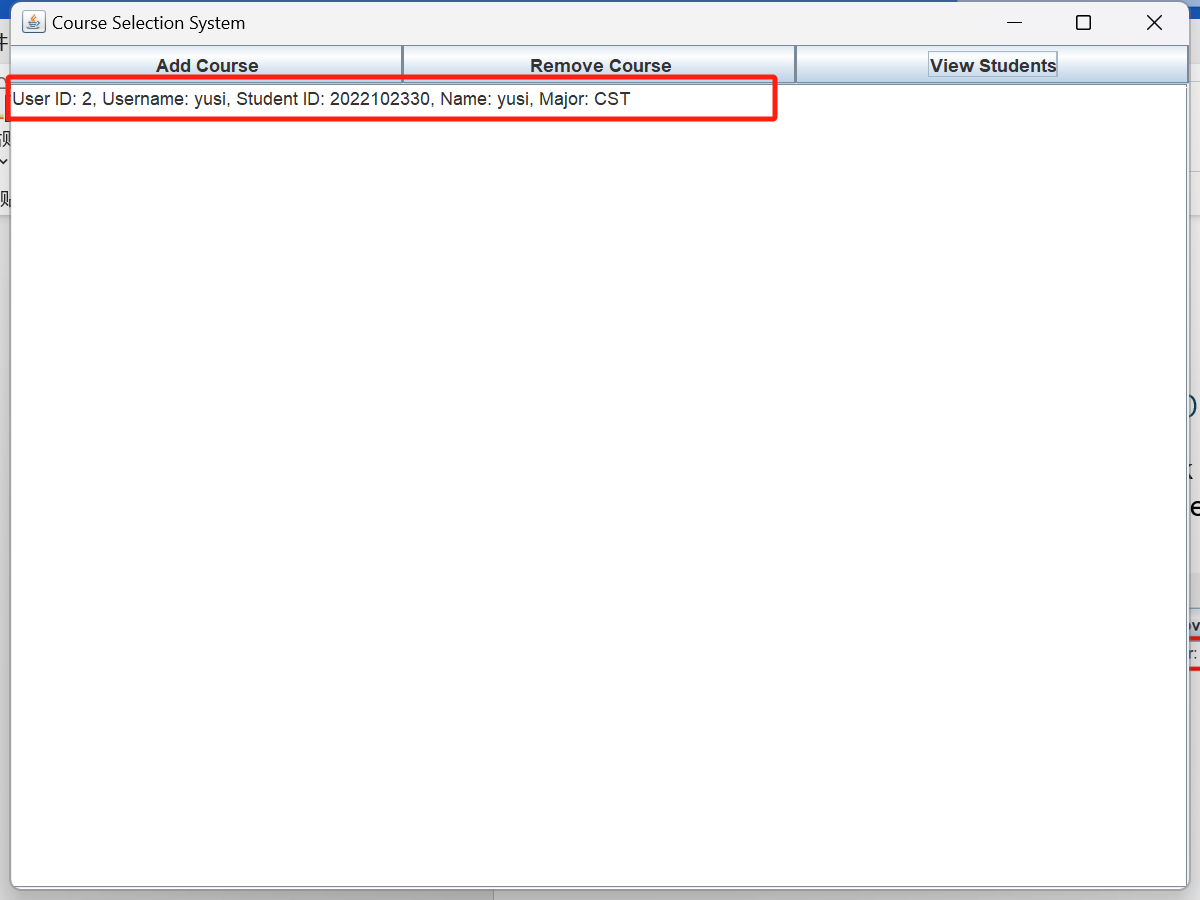 Course Selection System
Add Course Remove Course View Students
User ID: 2, Username: yusi, Student ID: 2022102330, Name: yusi, Major: CST